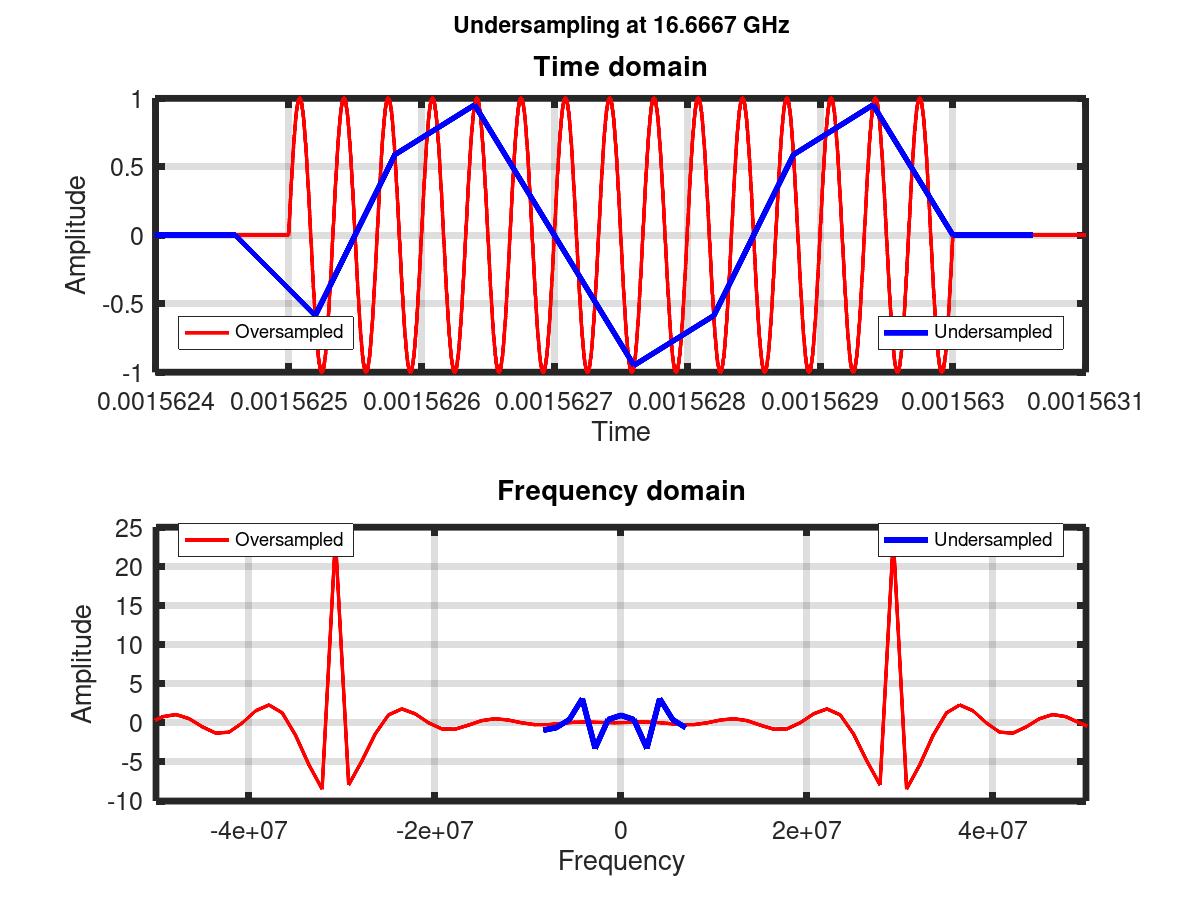 Undersampling at 16.6667 GHz
Time domain
1
0.5
0
-0.5
-1
Amplitude
Oversampled
Undersampled
0.0015624 0.0015625 0.0015626 0.0015627 0.0015628 0.0015629 0.001563 0.0015631
Time
Frequency domain
25
20
15
10
5
0
-5
-10
Amplitude
Oversampled
Undersampled
-4e+07 -2e+07 0 2e+07 4e+07
Frequency